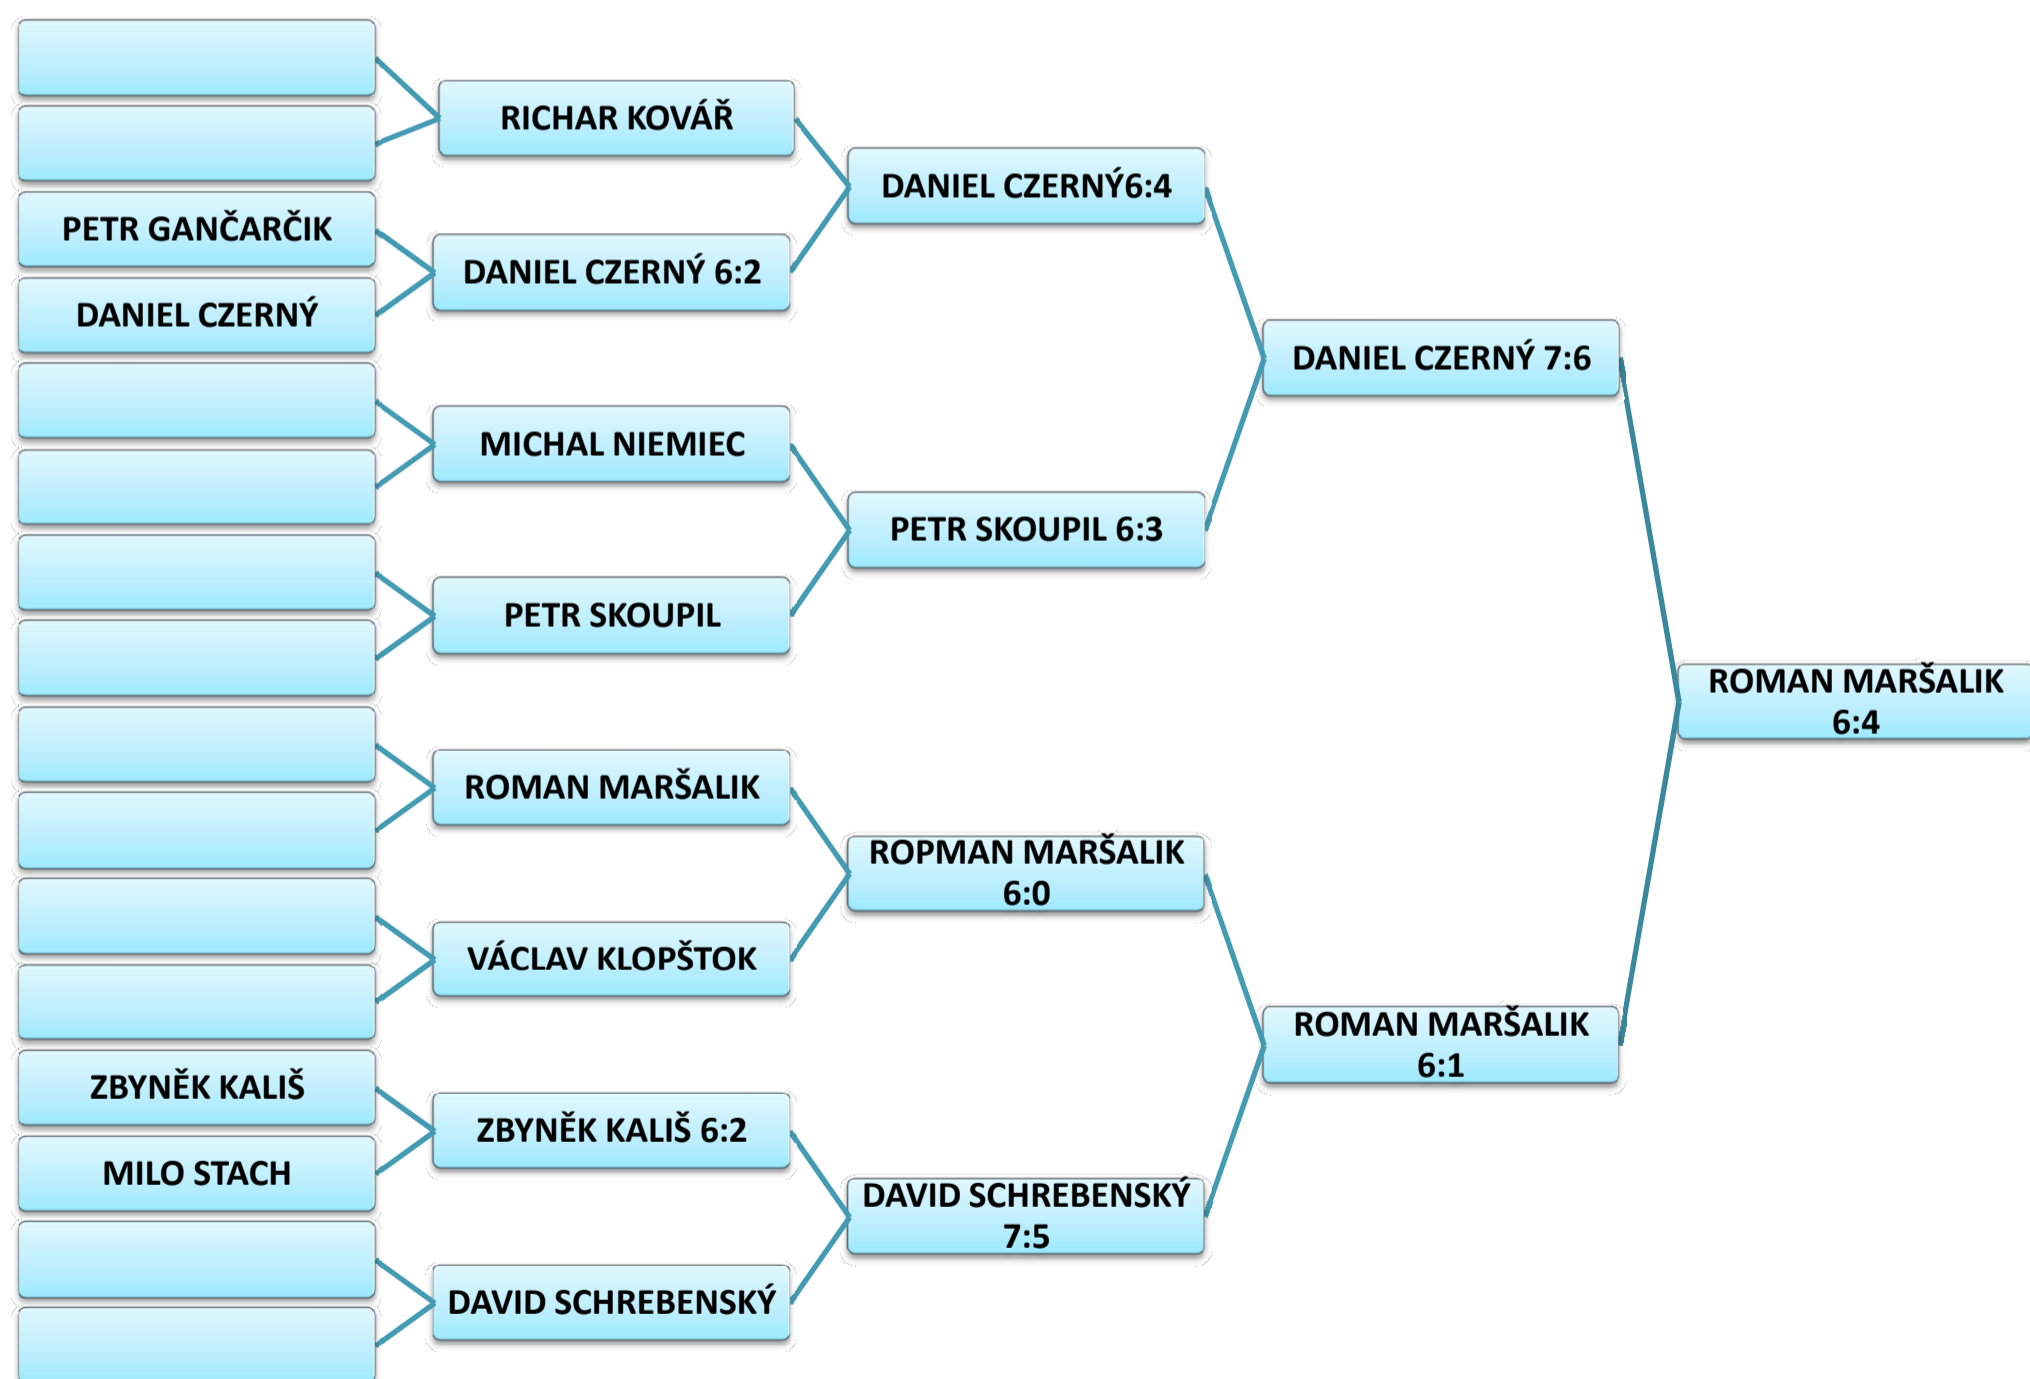 PETR GANČARČIK
DANIEL CZERNÝ
ZBYNĚK KALIŠ
MILO STACH
RICHAR KOVÁŘ
DANIEL CZERNÝ 6:2
MICHAL NIEMIEC
PETR SKOUPIL
ROMAN MARŠALIK
VÁCLAV KLOPŠTOK
ZBYNĚK KALIŠ 6:2
DAVID SCHREBENSKÝ
DANIEL CZERNÝ6:4
PETR SKOUPIL 6:3
ROPMAN MARŠALIK
6:0
DAVID SCHREBENSKÝ
7:5
DANIEL CZERNÝ 7:6
ROMAN MARŠALIK
6:1
ROMAN MARŠALIK
6:4